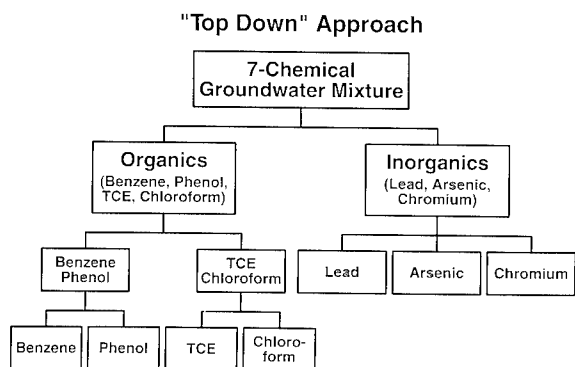 "Top Down" Approach
7-Chemical
Groundwater Mixture
Organics
(Benzene, Phenol,
TCE, Chloroform)
Inorganics
(Lead, Arsenic,
Chromium)
Benzene
Phenol
TCE
Chloroform
Lead
Arsenic
Chromium
Benzene
Phenol
TCE
Chloro-
form